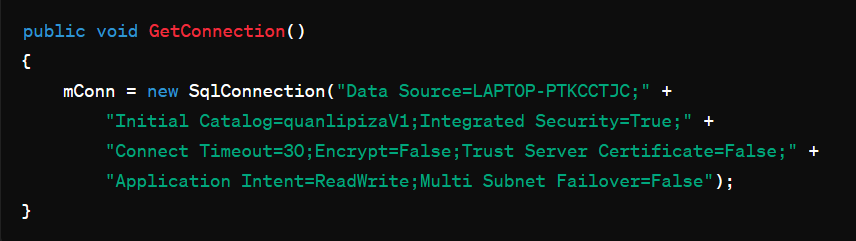 public void GetConnection()
{
mConn = new SqlConnection("Data Source=LAPTOP-PTKCCTJC;" +
"Initial Catalog=quanlipizaV1;Integrated Security=True;" +
"Connect Timeout=30;Encrypt=False;Trust Server Certificate=False;" +
"Application Intent=ReadWrite;Multi Subnet Failover=False");
}